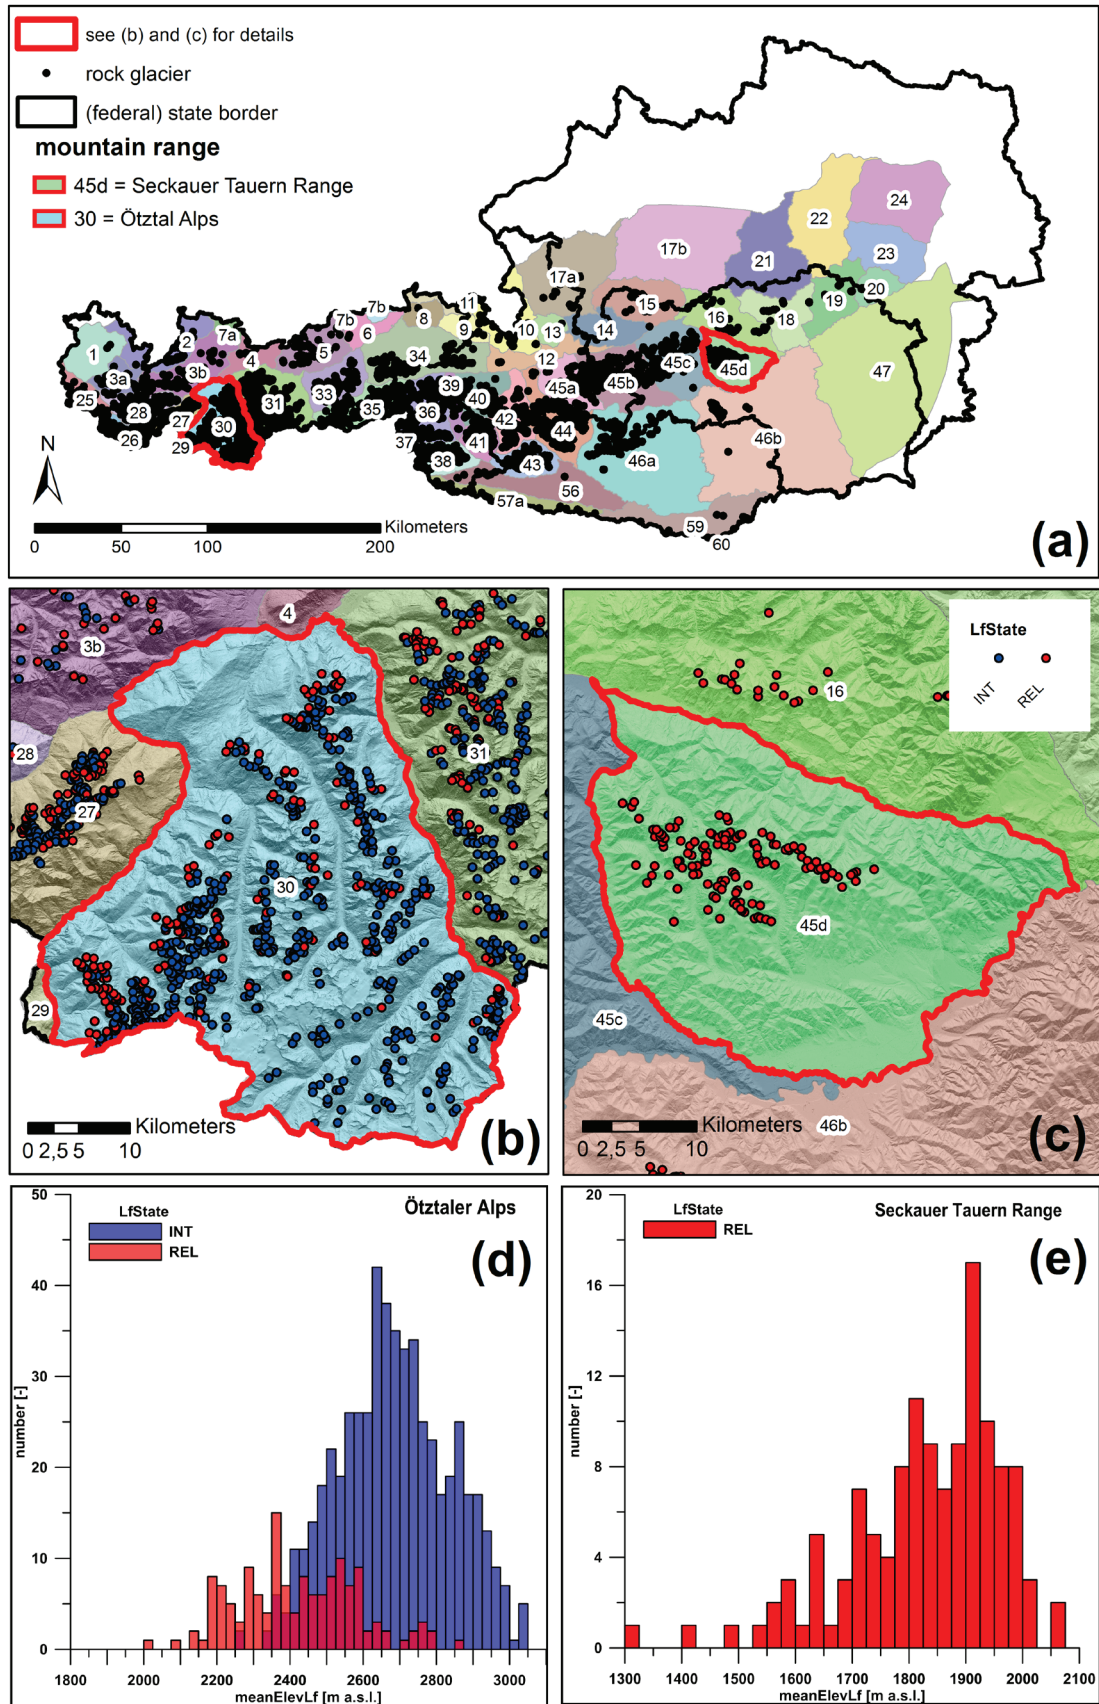 see (b) and (c) for details
rock glacier
(federal) state border
mountain range
45d = Seckauer Tauern Range
30 = Ötztal Alps
24
22
23
17b
21
17a
20
19
7b
11
15
16
18
8
7b
2
7a
6
9
10
13
14
1
5
4
34
12
45c
45d
3a
3b
47
25
33
39
45a
45b
28
31
35
36
40
42
27
30
44
26
29
37
41
46b
38
43
46a
56
57a
59
60
N
Kilometers
0 50 100 200
(a)
4
3b
28
31
27
30
29
Kilometers
0 2,5 5 10
(b)
LfState
INT REL
16
45d
45c
46b
Kilometers
0 2,5 5 10
(c)
LfState
INT
REL
Ötztaler Alps
(d)
50
40
30
20
10
0
number [-]
1800 2000 2200 2400 2600 2800 3000
meanElevLf [m a.s.l.]
LfState
REL
Seckauer Tauern Range
(e)
20
16
12
8
4
0
number [-]
1300 1400 1500 1600 1700 1800 1900 2000 2100
meanElevLf [m a.s.l.]